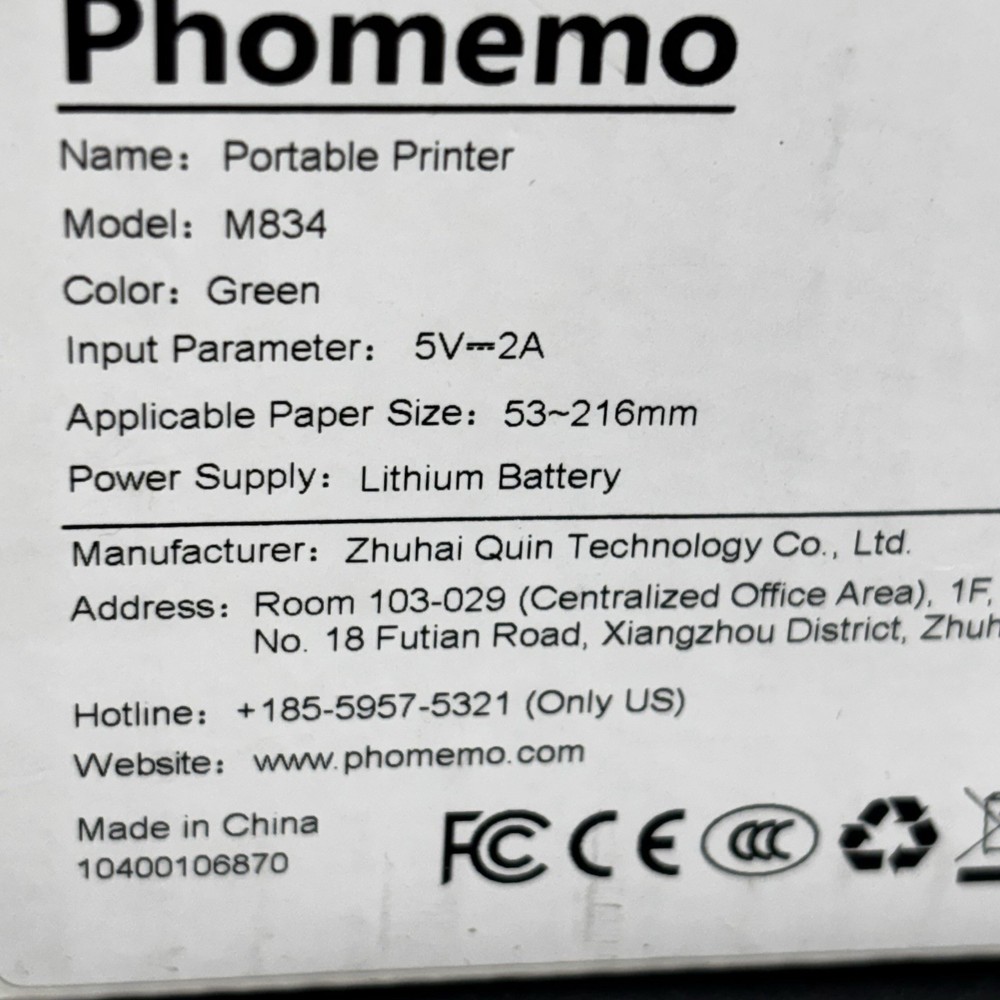 Phomemo
Name: Portable Printer
Model: M834
Color: Green
Input Parameter: 5V⎓2A
Applicable Paper Size: 53~216mm
Power Supply: Lithium Battery
Manufacturer: Zhuhai Quin Technology Co., Ltd.
Address: Room 103-029 (Centralized Office Area), 1F,
No. 18 Futian Road, Xiangzhou District, Zhuh
Hotline: +185-5957-5321 (Only US)
Website: www.phomemo.com
Made in China
10400106870
FC CE CCC